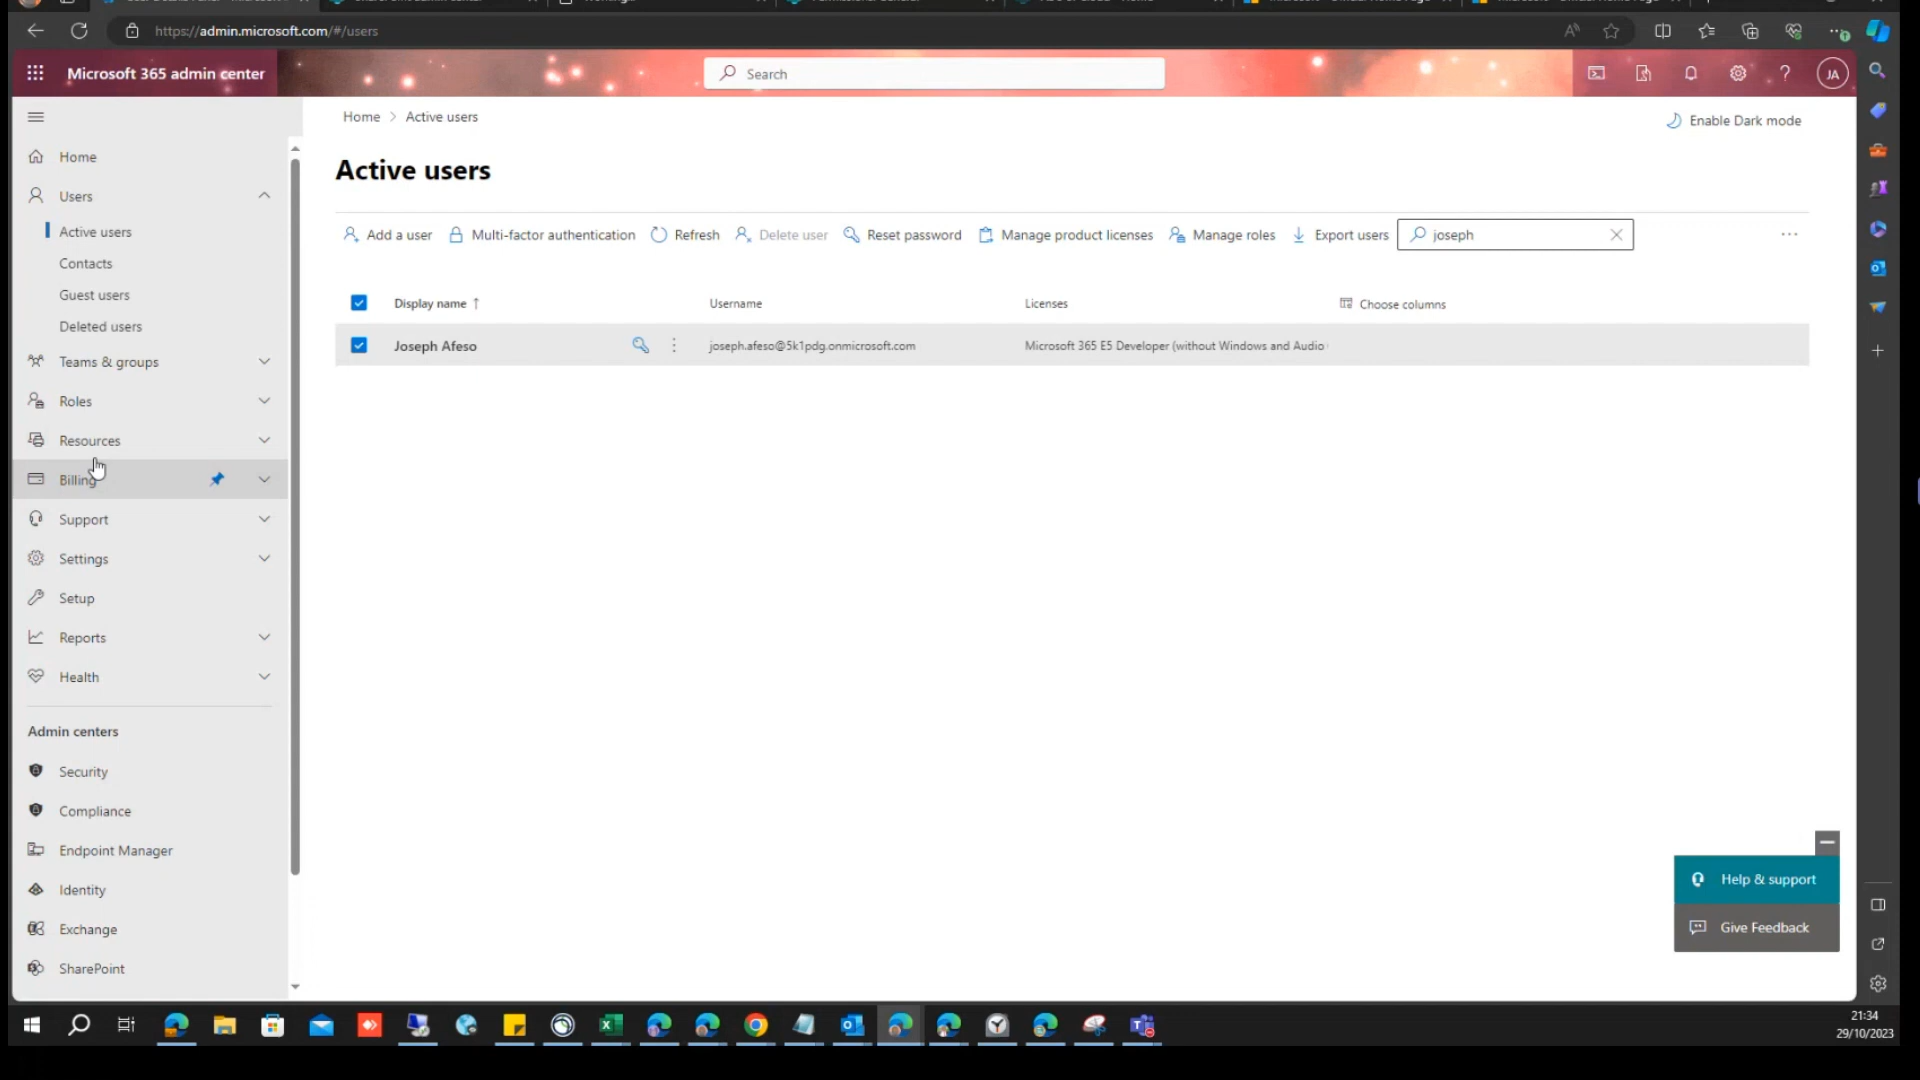 https://admin.microsoft.com/#/users
Microsoft 365 admin center
Search
JA
Home > Active users
Enable Dark mode
Active users
Add a user
Multi-factor authentication
Refresh
Delete user
Reset password
Manage product licenses
Manage roles
Export users
joseph
Display name ↑
Username
Licenses
Choose columns
Joseph Afeso
joseph.afeso@5k1pdg.onmicrosoft.com
Microsoft 365 E5 Developer (without Windows and Audio
Home
Users
Active users
Contacts
Guest users
Deleted users
Teams & groups
Roles
Resources
Billing
Support
Settings
Setup
Reports
Health
Admin centers
Security
Compliance
Endpoint Manager
Identity
Exchange
SharePoint
Help & support
Give Feedback
21:34
29/10/2023